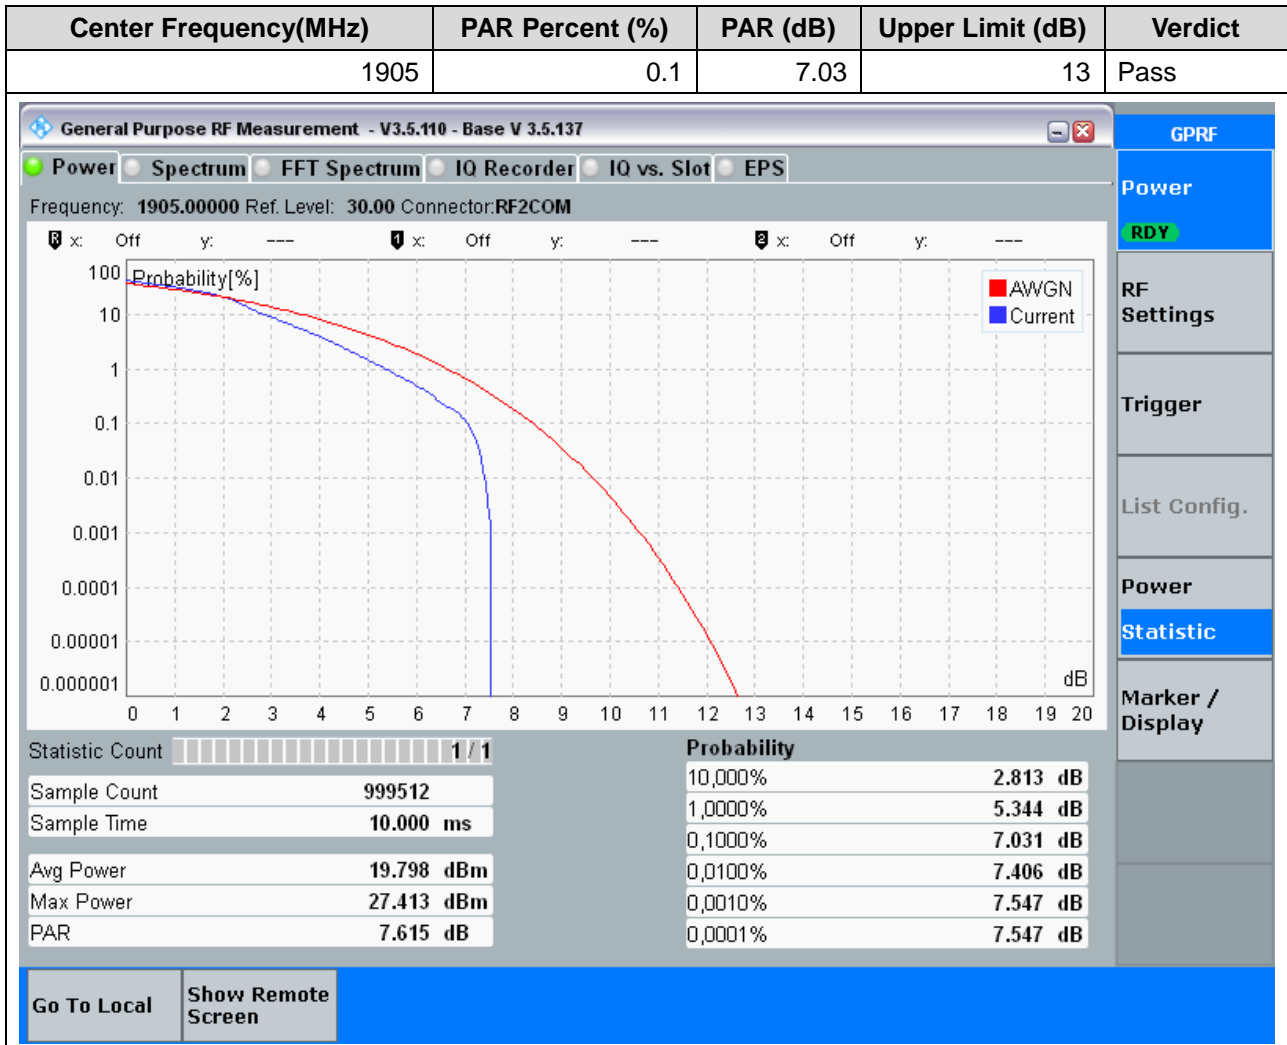 Center Frequency(MHz) PAR Percent (%) PAR (dB) Upper Limit (dB) Verdict
1905 0.1 7.03 13 Pass
General Purpose RF Measurement - V3.5.110 - Base V 3.5.137
GPRF
Power Spectrum FFT Spectrum IQ Recorder IQ vs. Slot EPS
Power
RDY
Frequency: 1905.00000 Ref. Level: 30.00 Connector:RF2COM
R x: Off y: --- 1 x: Off y: --- 2 x: Off y: ---
Probability[%]
AWGN
Current
100
10
1
0.1
0.01
0.001
0.0001
0.00001
0.000001
dB
0 1 2 3 4 5 6 7 8 9 10 11 12 13 14 15 16 17 18 19 20
RF
Settings
Trigger
List Config.
Power
Statistic
Marker /
Display
Statistic Count 1 / 1
Sample Count 999512
Sample Time 10.000 ms
Avg Power 19.798 dBm
Max Power 27.413 dBm
PAR 7.615 dB
Probability
10,000% 2.813 dB
1,0000% 5.344 dB
0,1000% 7.031 dB
0,0100% 7.406 dB
0,0010% 7.547 dB
0,0001% 7.547 dB
Go To Local
Show Remote
Screen